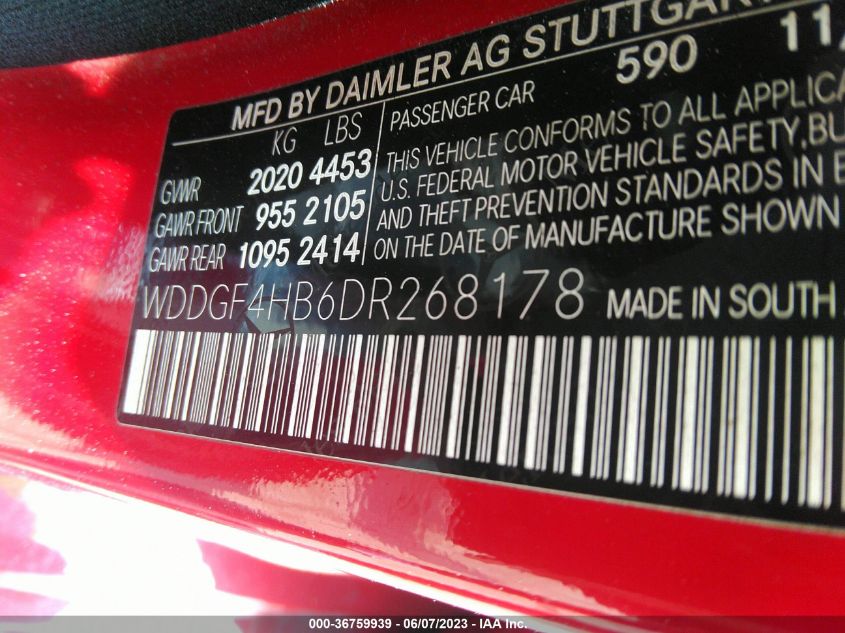 MFD BY DAIMLER AG STUTTGAR
KG LBS
PASSENGER CAR 590 11
GVWR 2020 4453
GAWR FRONT 955 2105
GAWR REAR 1095 2414
THIS VEHICLE CONFORMS TO ALL APPLICA
U.S. FEDERAL MOTOR VEHICLE SAFETY, BU
AND THEFT PREVENTION STANDARDS IN E
ON THE DATE OF MANUFACTURE SHOWN
WDDGF4HB6DR268178 MADE IN SOUTH
000-36759939 - 06/07/2023 - IAA Inc.